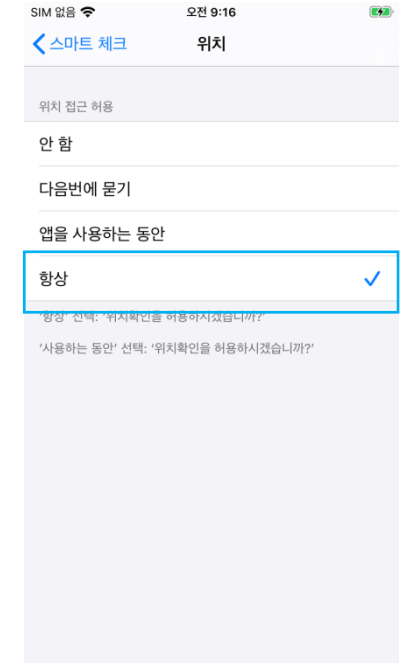 SIM 없음 오전 9:16
스마트 체크 위치
위치 접근 허용
안 함
다음번에 묻기
앱을 사용하는 동안
항상
'항상' 선택: '위치확인을 허용하시겠습니까?'
'사용하는 동안' 선택: '위치확인을 허용하시겠습니까?'